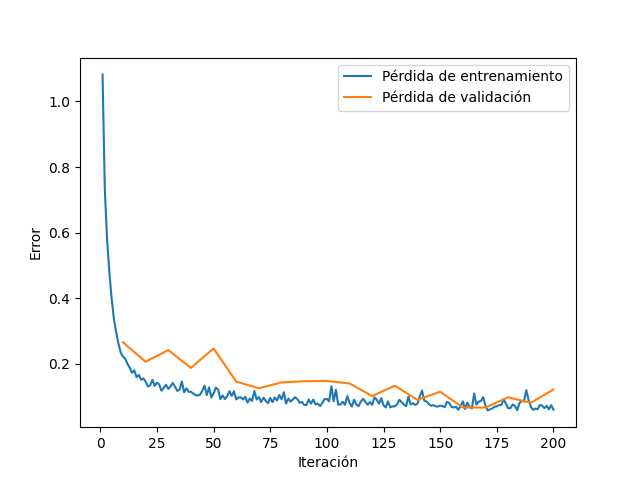 Pérdida de entrenamiento
Pérdida de validación
Error
1.0
0.8
0.6
0.4
0.2
0 25 50 75 100 125 150 175 200
Iteración